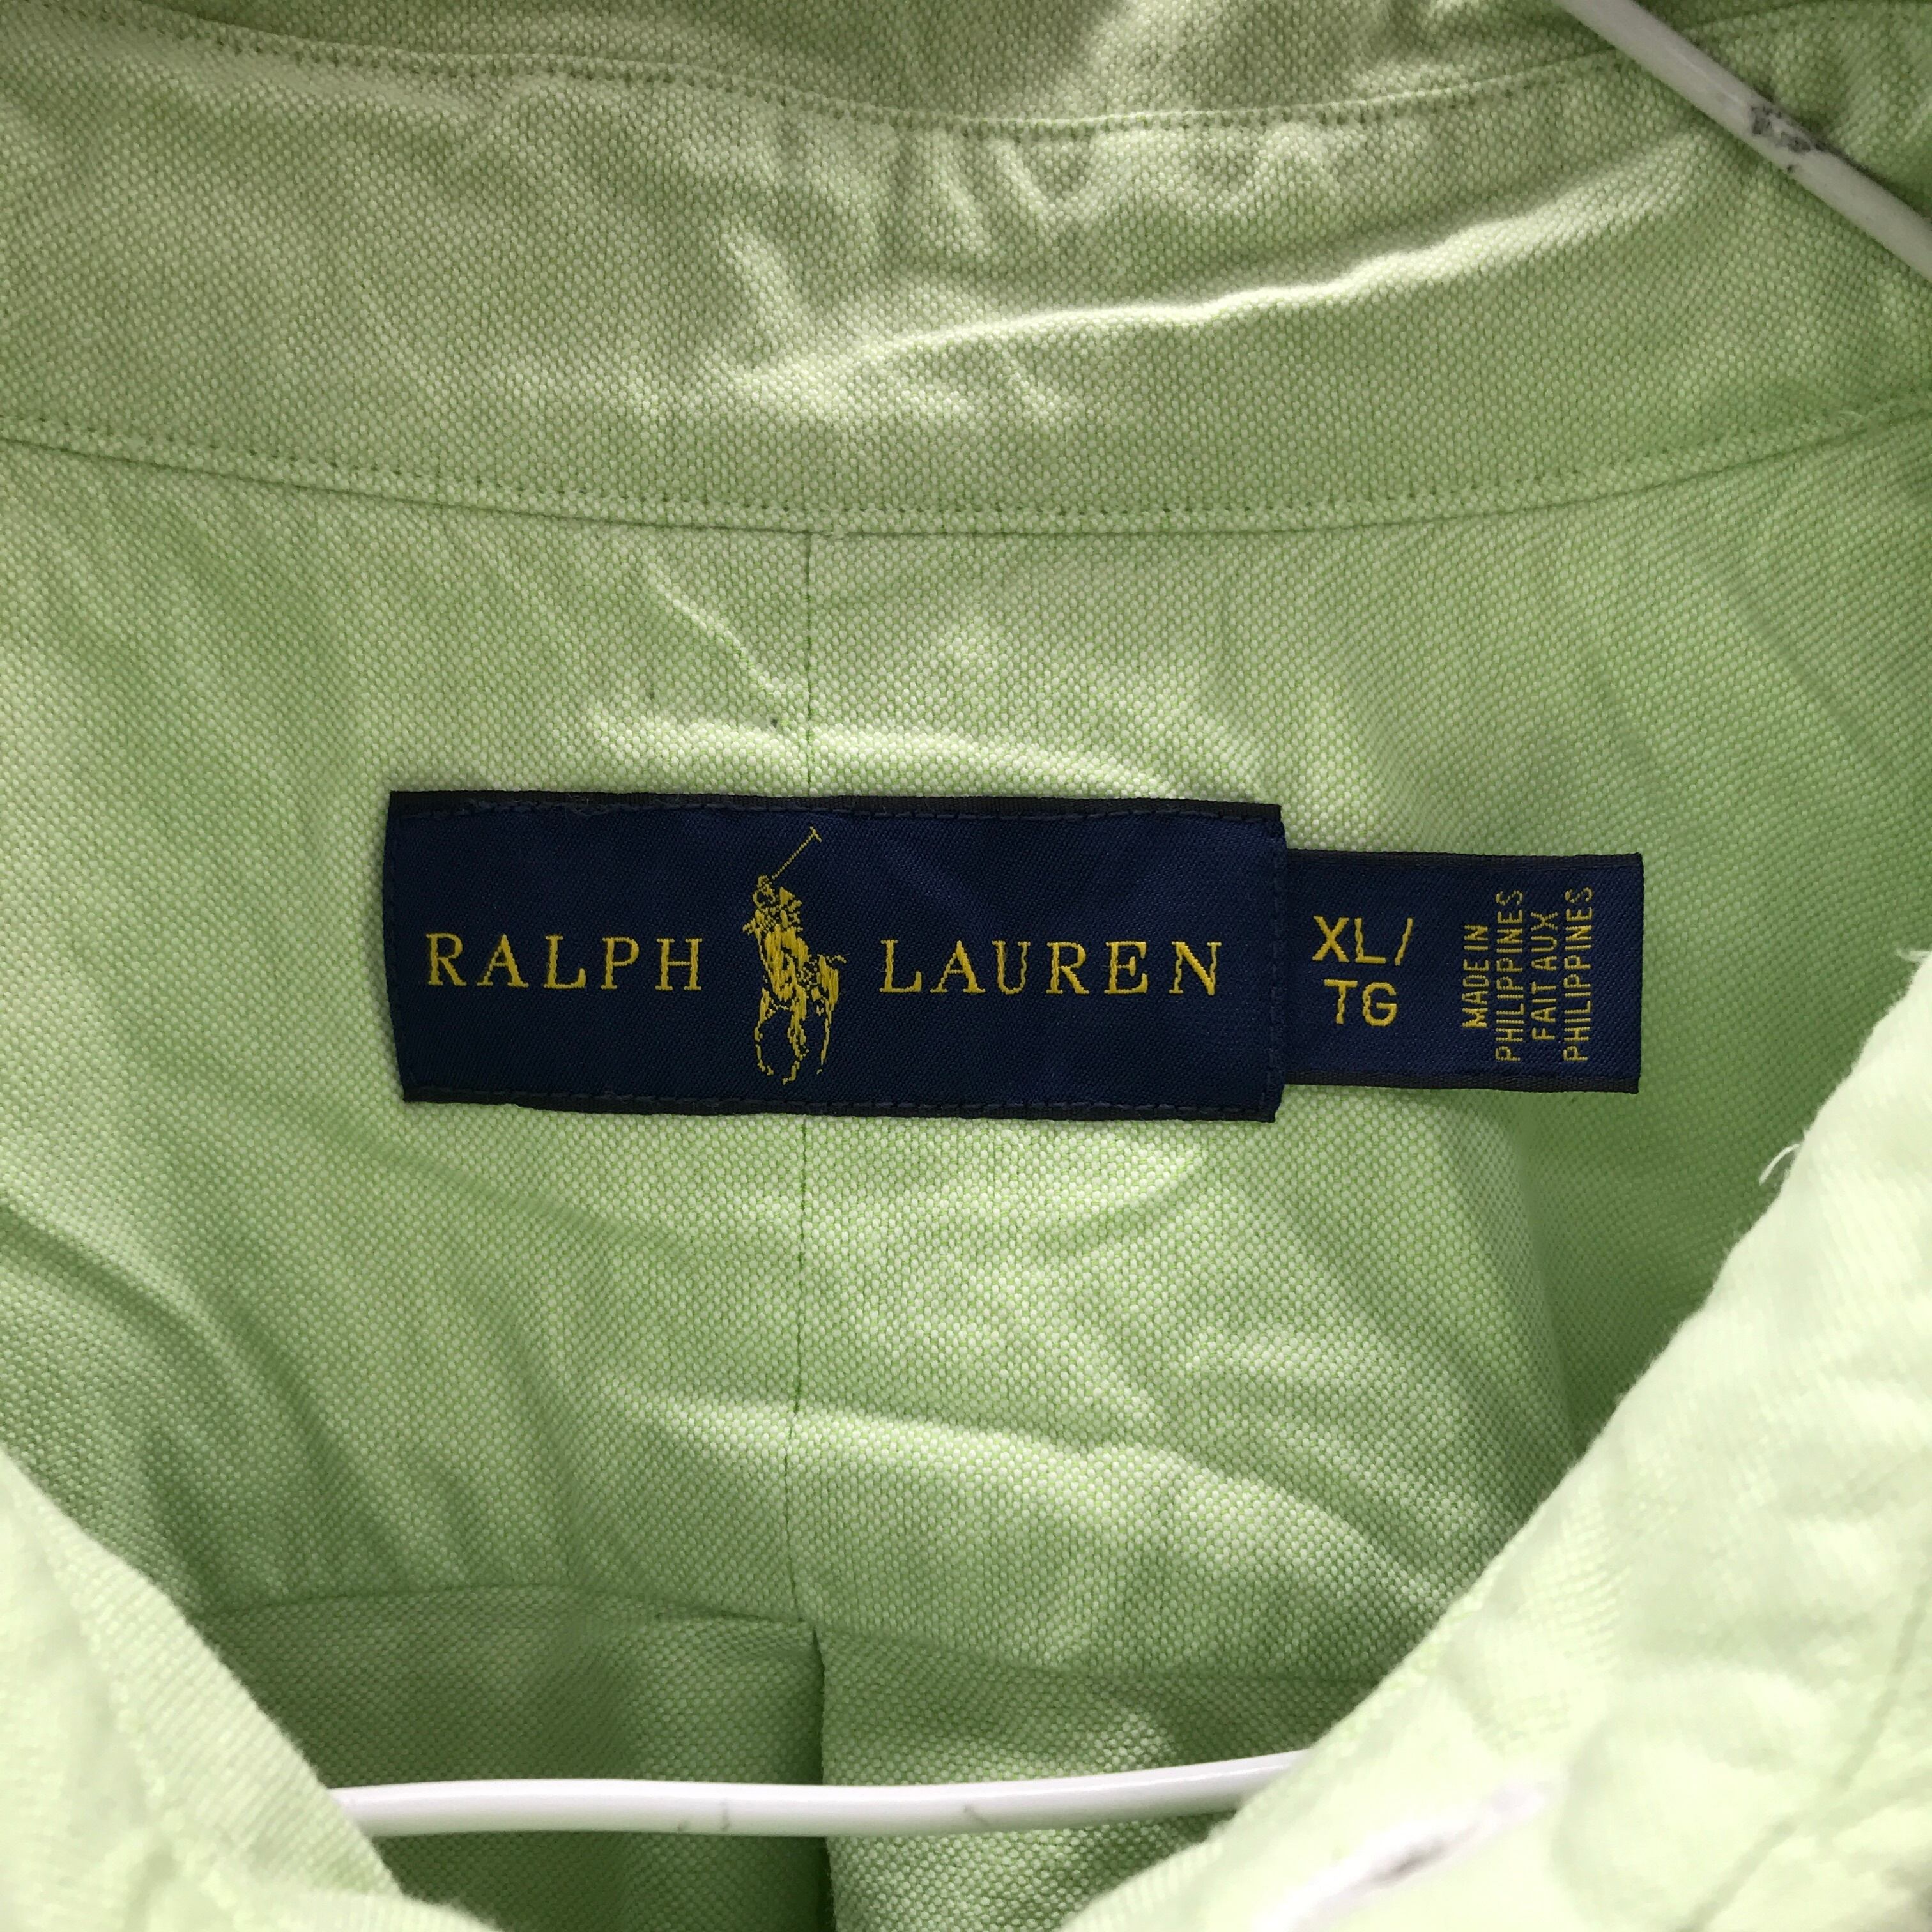 RALPH LAUREN
XL/
TG
MADE IN
PHILIPPINES
FAIT AUX
PHILIPPINES